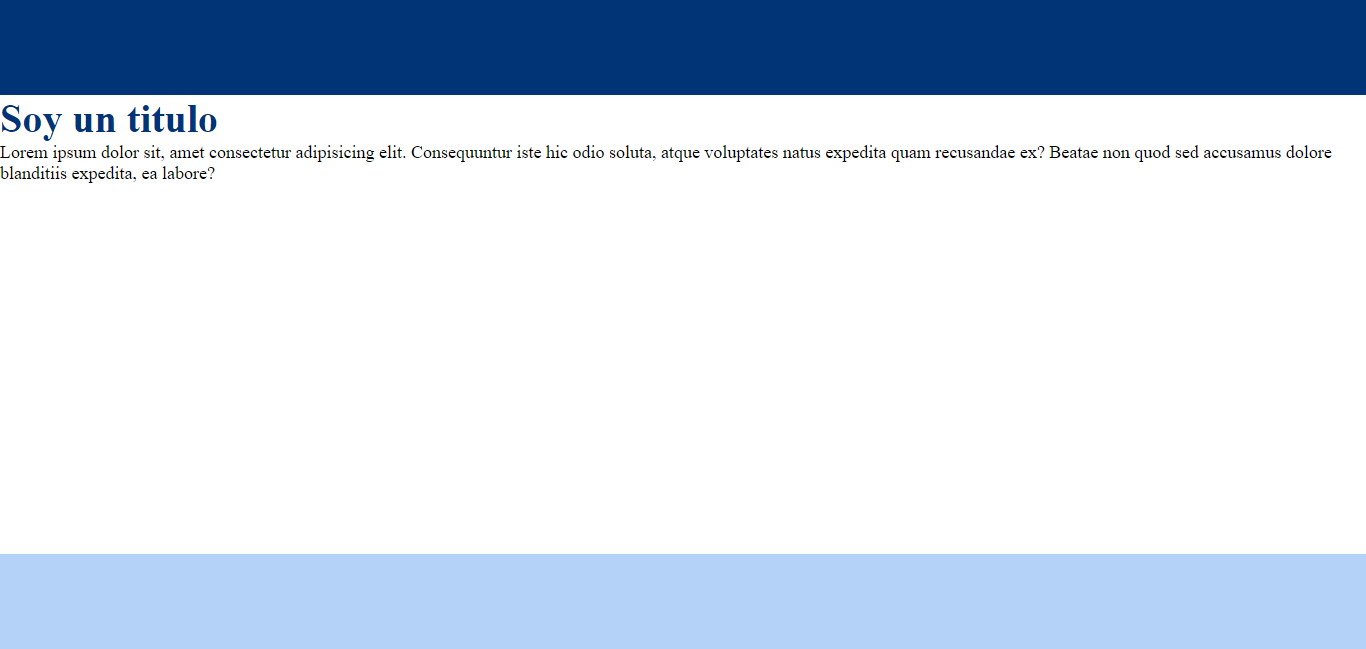 Soy un titulo
Lorem ipsum dolor sit, amet consectetur adipisicing elit. Consequuntur iste hic odio soluta, atque voluptates natus expedita quam recusandae ex? Beatae non quod sed accusamus dolore
blanditiis expedita, ea labore?